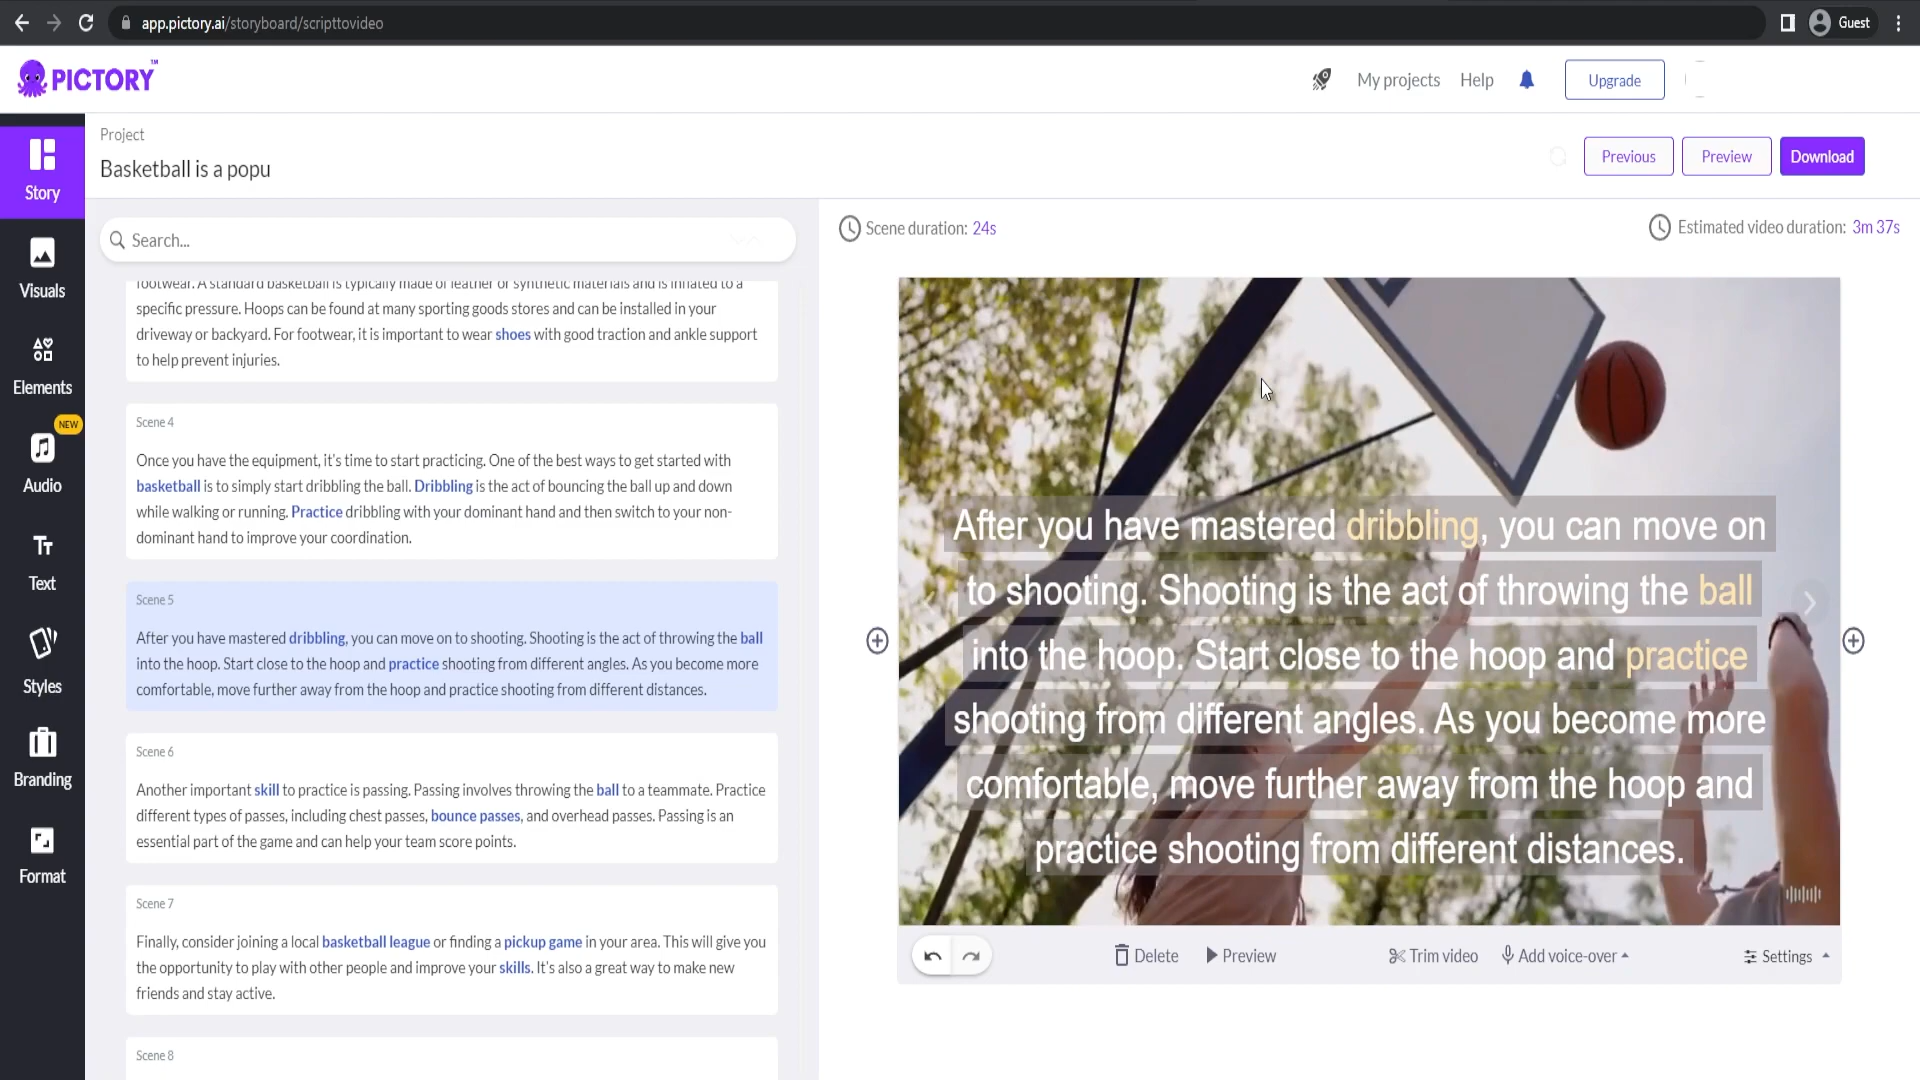 app.pictory.ai/storyboard/scripttovideo
Guest
PICTORY™
My projects
Help
Upgrade
Project
Basketball is a popu
Previous
Preview
Download
Story
Visuals
Elements
NEW
Audio
Text
Styles
Branding
Format
Search...
footwear. A standard basketball is typically made of leather or synthetic materials and is inflated to a
specific pressure. Hoops can be found at many sporting goods stores and can be installed in your
driveway or backyard. For footwear, it is important to wear shoes with good traction and ankle support
to help prevent injuries.
Scene 4
Once you have the equipment, it's time to start practicing. One of the best ways to get started with
basketball is to simply start dribbling the ball. Dribbling is the act of bouncing the ball up and down
while walking or running. Practice dribbling with your dominant hand and then switch to your non-
dominant hand to improve your coordination.
Scene 5
After you have mastered dribbling, you can move on to shooting. Shooting is the act of throwing the ball
into the hoop. Start close to the hoop and practice shooting from different angles. As you become more
comfortable, move further away from the hoop and practice shooting from different distances.
Scene 6
Another important skill to practice is passing. Passing involves throwing the ball to a teammate. Practice
different types of passes, including chest passes, bounce passes, and overhead passes. Passing is an
essential part of the game and can help your team score points.
Scene 7
Finally, consider joining a local basketball league or finding a pickup game in your area. This will give you
the opportunity to play with other people and improve your skills. It's also a great way to make new
friends and stay active.
Scene 8
Scene duration: 24s
Estimated video duration: 3m 37s
After you have mastered dribbling, you can move on
to shooting. Shooting is the act of throwing the ball
into the hoop. Start close to the hoop and practice
shooting from different angles. As you become more
comfortable, move further away from the hoop and
practice shooting from different distances.
Delete
Preview
Trim video
Add voice-over
Settings